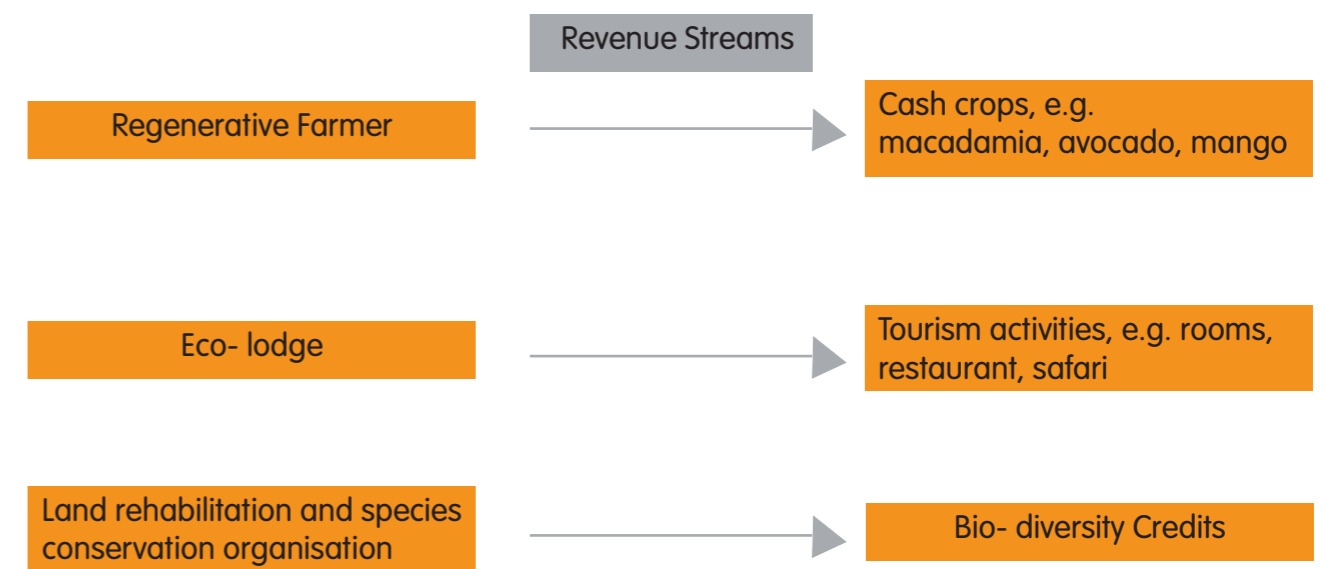 Revenue Streams
Regenerative Farmer
Cash crops, e.g.
macadamia, avocado, mango
Eco- lodge
Tourism activities, e.g. rooms,
restaurant, safari
Land rehabilitation and species
conservation organisation
Bio- diversity Credits